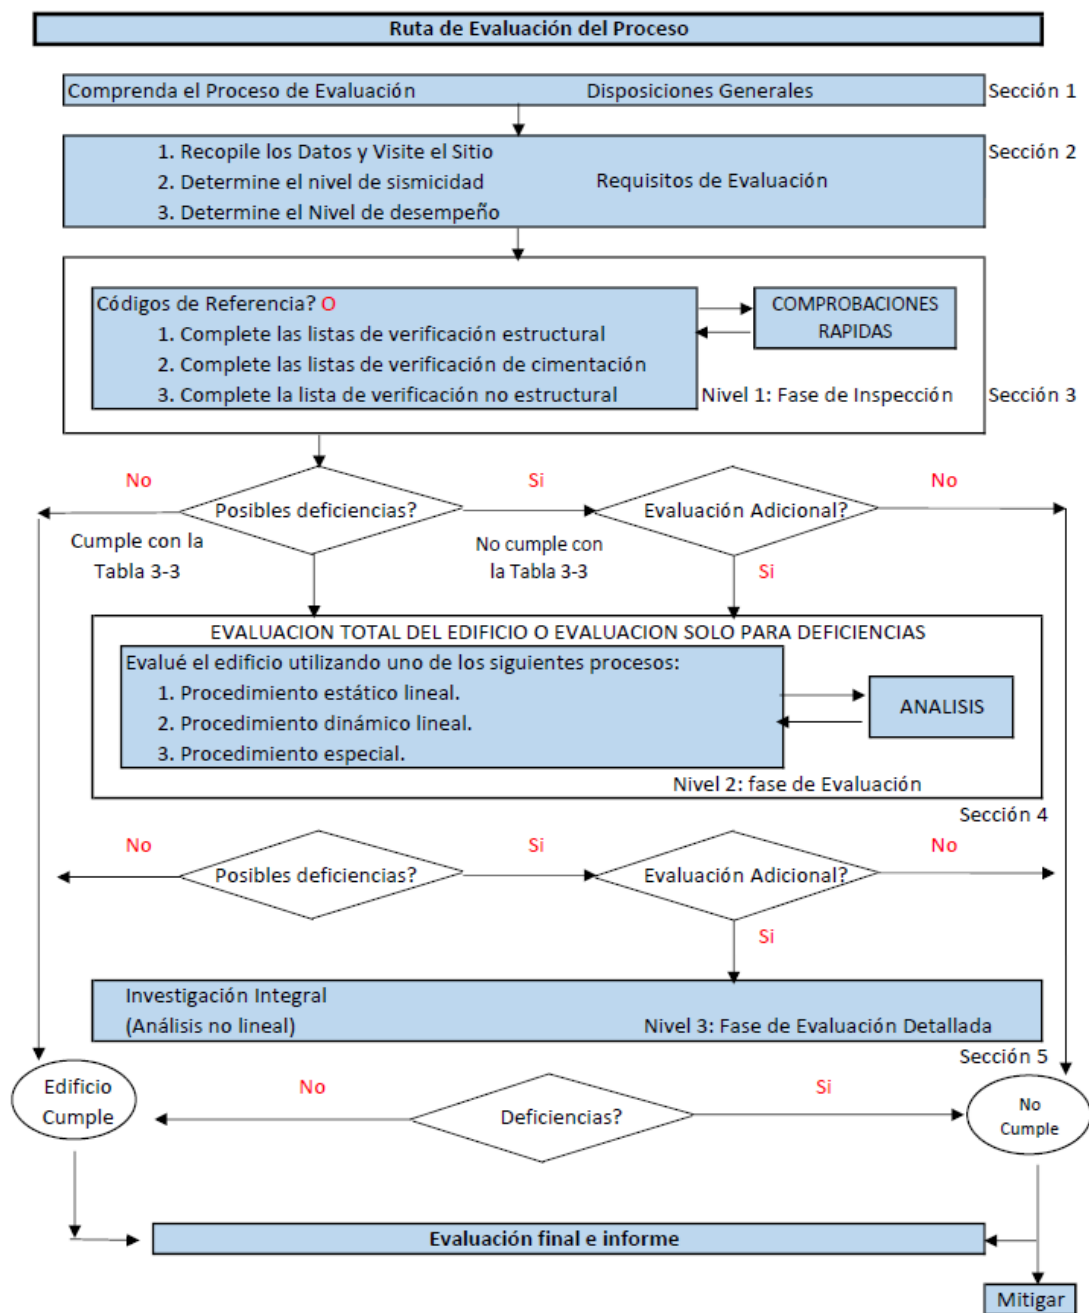 Ruta de Evaluación del Proceso
Comprenda el Proceso de Evaluación Disposiciones Generales Sección 1
1. Recopile los Datos y Visite el Sitio Sección 2
2. Determine el nivel de sismicidad Requisitos de Evaluación
3. Determine el Nivel de desempeño
Códigos de Referencia? O
1. Complete las listas de verificación estructural
2. Complete las listas de verificación de cimentación
3. Complete la lista de verificación no estructural
COMPROBACIONES
RAPIDAS
Nivel 1: Fase de Inspección Sección 3
No Si No
Posibles deficiencias? Evaluación Adicional?
Cumple con la
Tabla 3-3
No cumple con
la Tabla 3-3
Si
EVALUACION TOTAL DEL EDIFICIO O EVALUACION SOLO PARA DEFICIENCIAS
Evalué el edificio utilizando uno de los siguientes procesos:
1. Procedimiento estático lineal.
2. Procedimiento dinámico lineal.
3. Procedimiento especial.
ANALISIS
Nivel 2: fase de Evaluación
Sección 4
No Si No
Posibles deficiencias? Evaluación Adicional?
Si
Investigación Integral
(Análisis no lineal) Nivel 3: Fase de Evaluación Detallada
Sección 5
Edificio
Cumple
No Si
Deficiencias?
No
Cumple
Evaluación final e informe
Mitigar